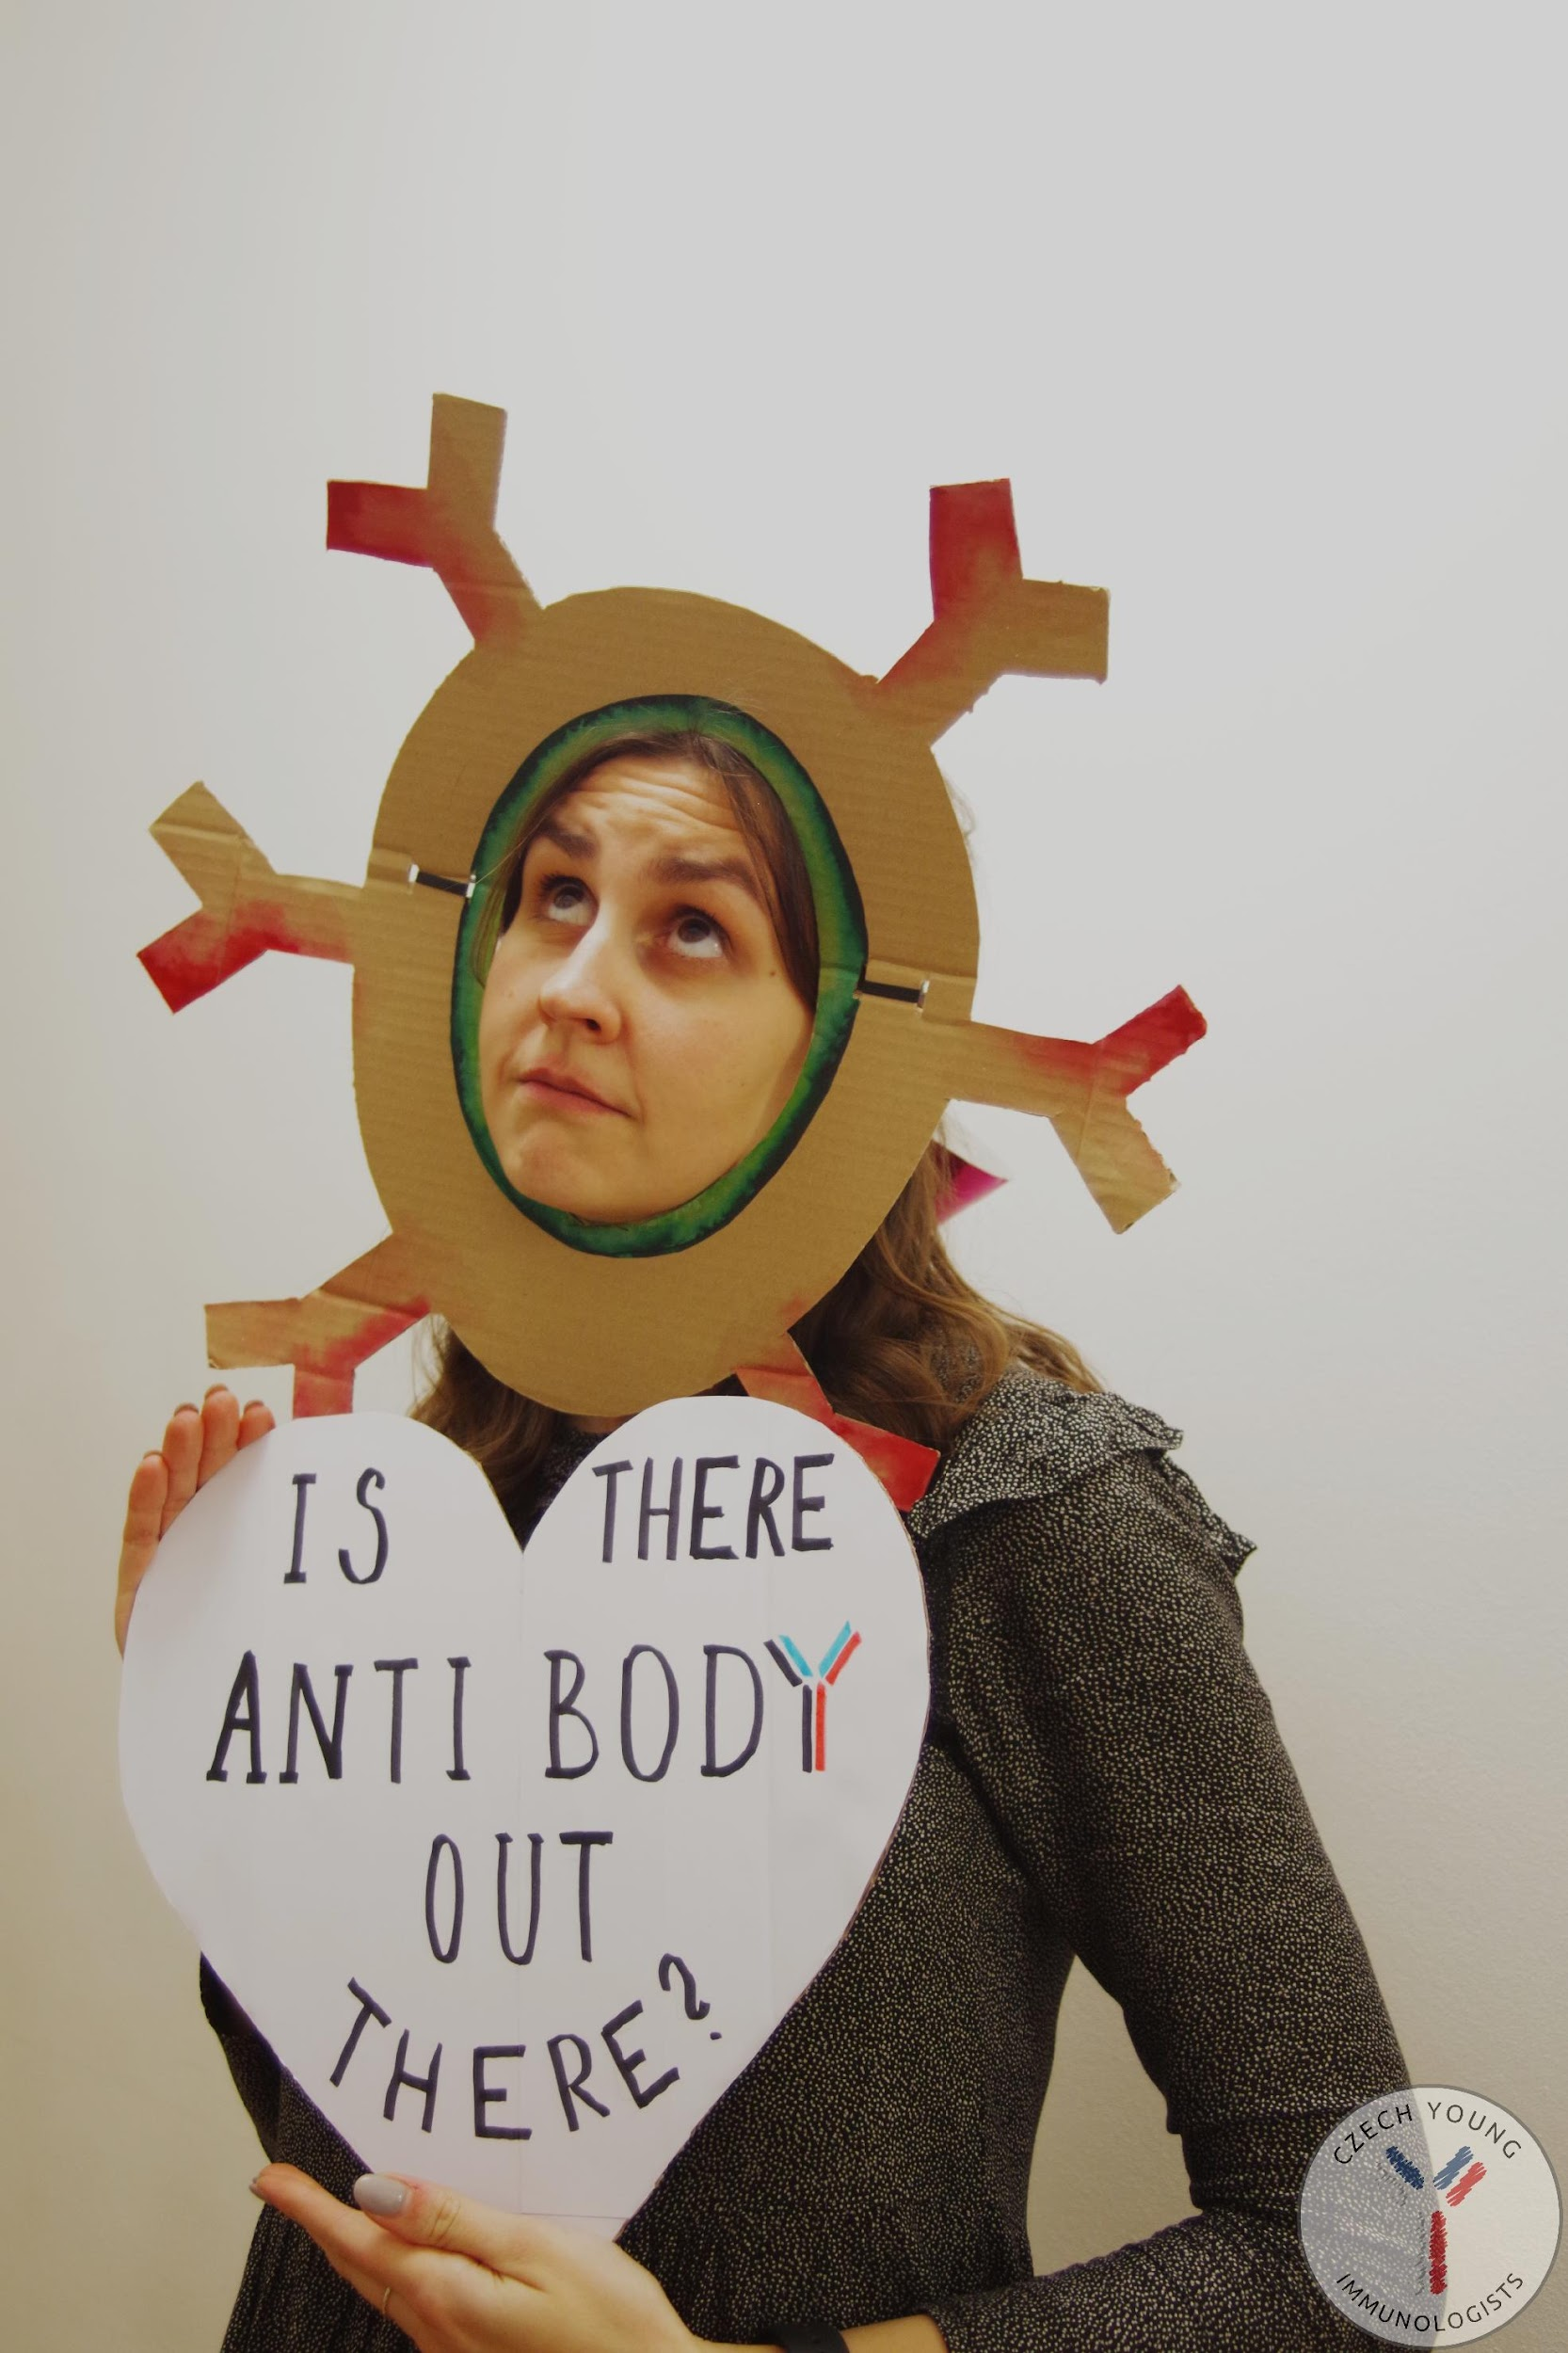 IS THERE
ANTI BODY
OUT
THERE?
CZECH YOUNG
IMMUNOLOGISTS